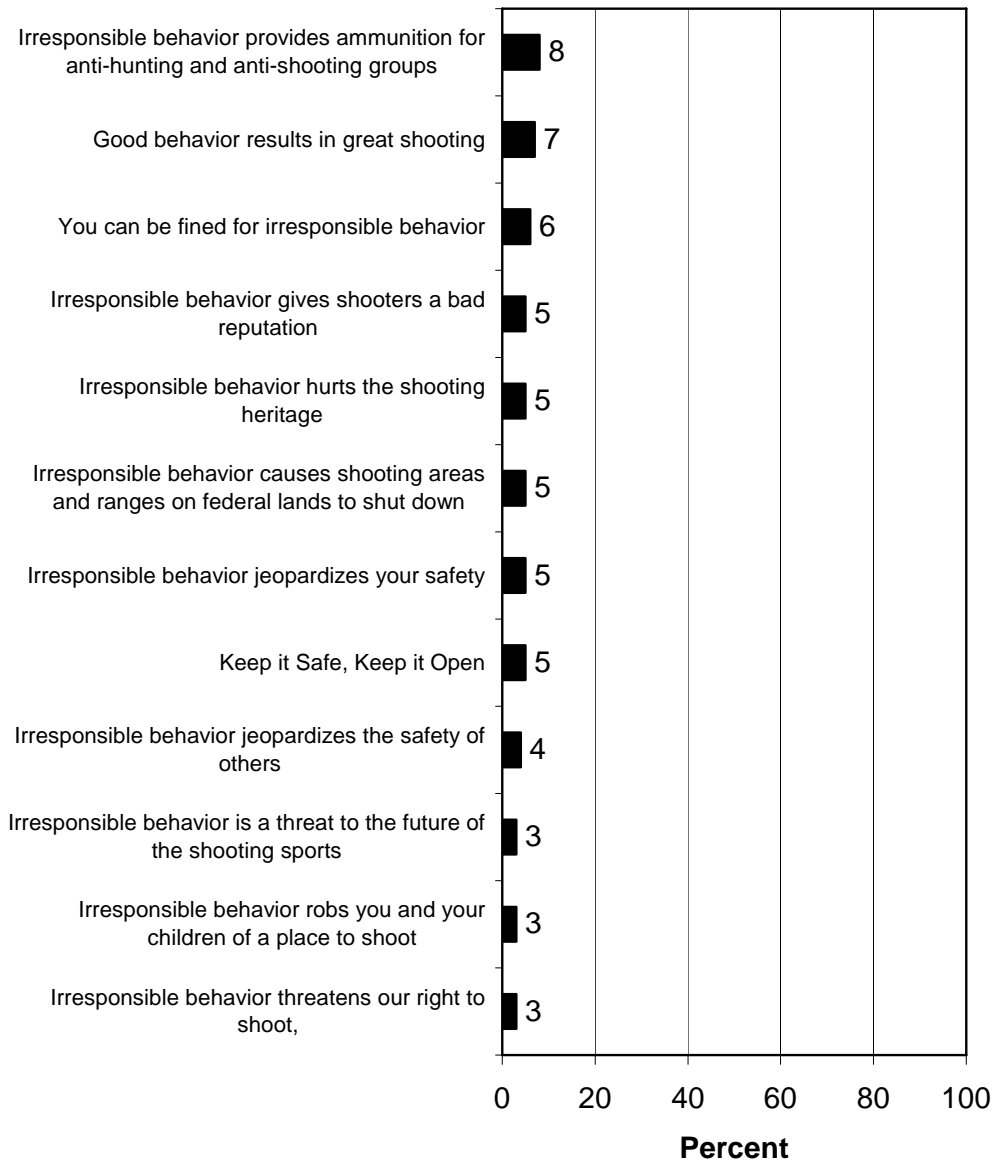 Irresponsible behavior provides ammunition for
anti-hunting and anti-shooting groups
8
Good behavior results in great shooting
7
You can be fined for irresponsible behavior
6
Irresponsible behavior gives shooters a bad
reputation
5
Irresponsible behavior hurts the shooting
heritage
5
Irresponsible behavior causes shooting areas
and ranges on federal lands to shut down
5
Irresponsible behavior jeopardizes your safety
5
Keep it Safe, Keep it Open
5
Irresponsible behavior jeopardizes the safety of
others
4
Irresponsible behavior is a threat to the future of
the shooting sports
3
Irresponsible behavior robs you and your
children of a place to shoot
3
Irresponsible behavior threatens our right to
shoot,
3
0 20 40 60 80 100
Percent